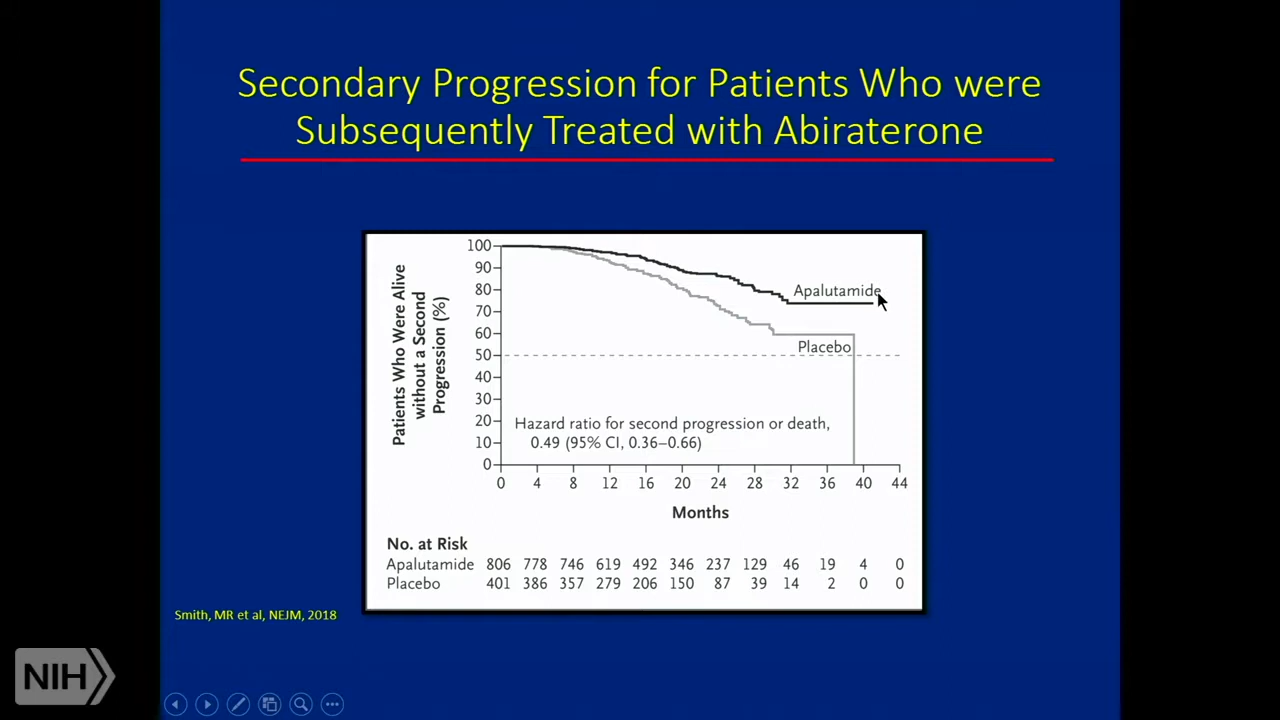 Secondary Progression for Patients Who were
Subsequently Treated with Abiraterone
Patients Who Were Alive
without a Second
Progression (%)
100
90
80
70
60
50
40
30
20
10
0
Apalutamide
Placebo
Hazard ratio for second progression or death,
0.49 (95% CI, 0.36–0.66)
0 4 8 12 16 20 24 28 32 36 40 44
Months
No. at Risk
Apalutamide 806 778 746 619 492 346 237 129 46 19 4 0
Placebo 401 386 357 279 206 150 87 39 14 2 0 0
Smith, MR et al, NEJM, 2018
NIH